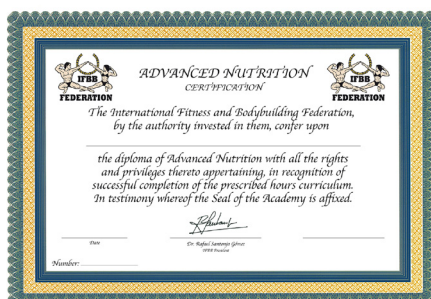 ADVANCED NUTRITION
CERTIFICATION
IFBB
FEDERATION
IFBB
FEDERATION
The International Fitness and Bodybuilding Federation,
by the authority invested in them, confer upon
the diploma of Advanced Nutrition with all the rights
and privileges thereto appertaining, in recognition of
successful completion of the prescribed hours curriculum.
In testimony whereof the Seal of the Academy is affixed.
Date
Dr. Rafael Santonja Gómez
IFBB President
Number: